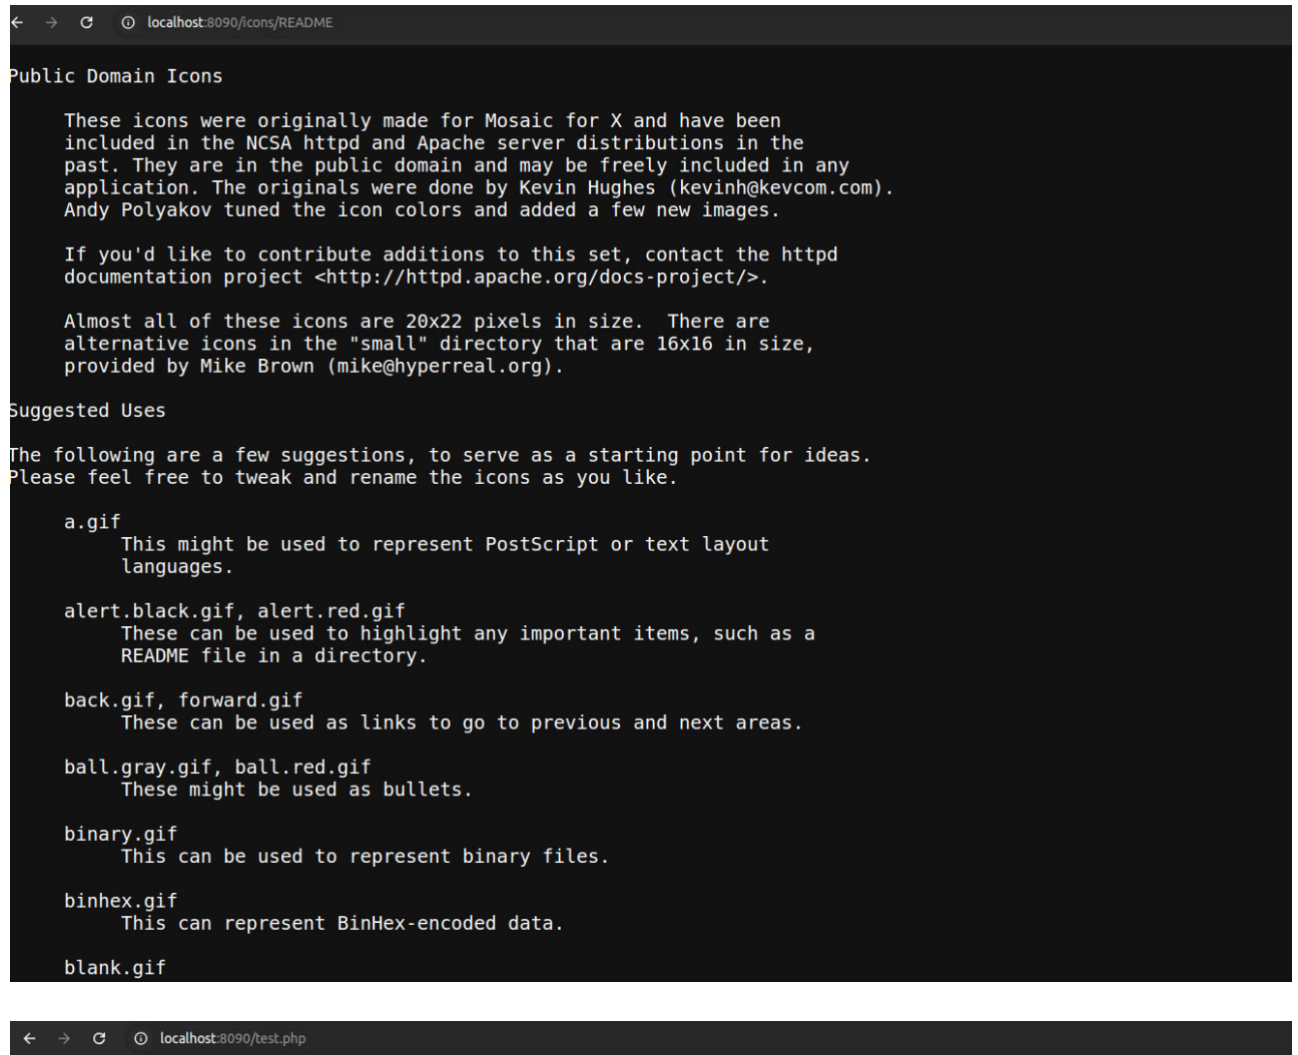 localhost:8090/icons/README
Public Domain Icons
These icons were originally made for Mosaic for X and have been
included in the NCSA httpd and Apache server distributions in the
past. They are in the public domain and may be freely included in any
application. The originals were done by Kevin Hughes (kevinh@kevcom.com).
Andy Polyakov tuned the icon colors and added a few new images.
If you'd like to contribute additions to this set, contact the httpd
documentation project <http://httpd.apache.org/docs-project/>.
Almost all of these icons are 20x22 pixels in size.  There are
alternative icons in the "small" directory that are 16x16 in size,
provided by Mike Brown (mike@hyperreal.org).
Suggested Uses
The following are a few suggestions, to serve as a starting point for ideas.
Please feel free to tweak and rename the icons as you like.
a.gif
This might be used to represent PostScript or text layout
languages.
alert.black.gif, alert.red.gif
These can be used to highlight any important items, such as a
README file in a directory.
back.gif, forward.gif
These can be used as links to go to previous and next areas.
ball.gray.gif, ball.red.gif
These might be used as bullets.
binary.gif
This can be used to represent binary files.
binhex.gif
This can represent BinHex-encoded data.
blank.gif
localhost:8090/test.php